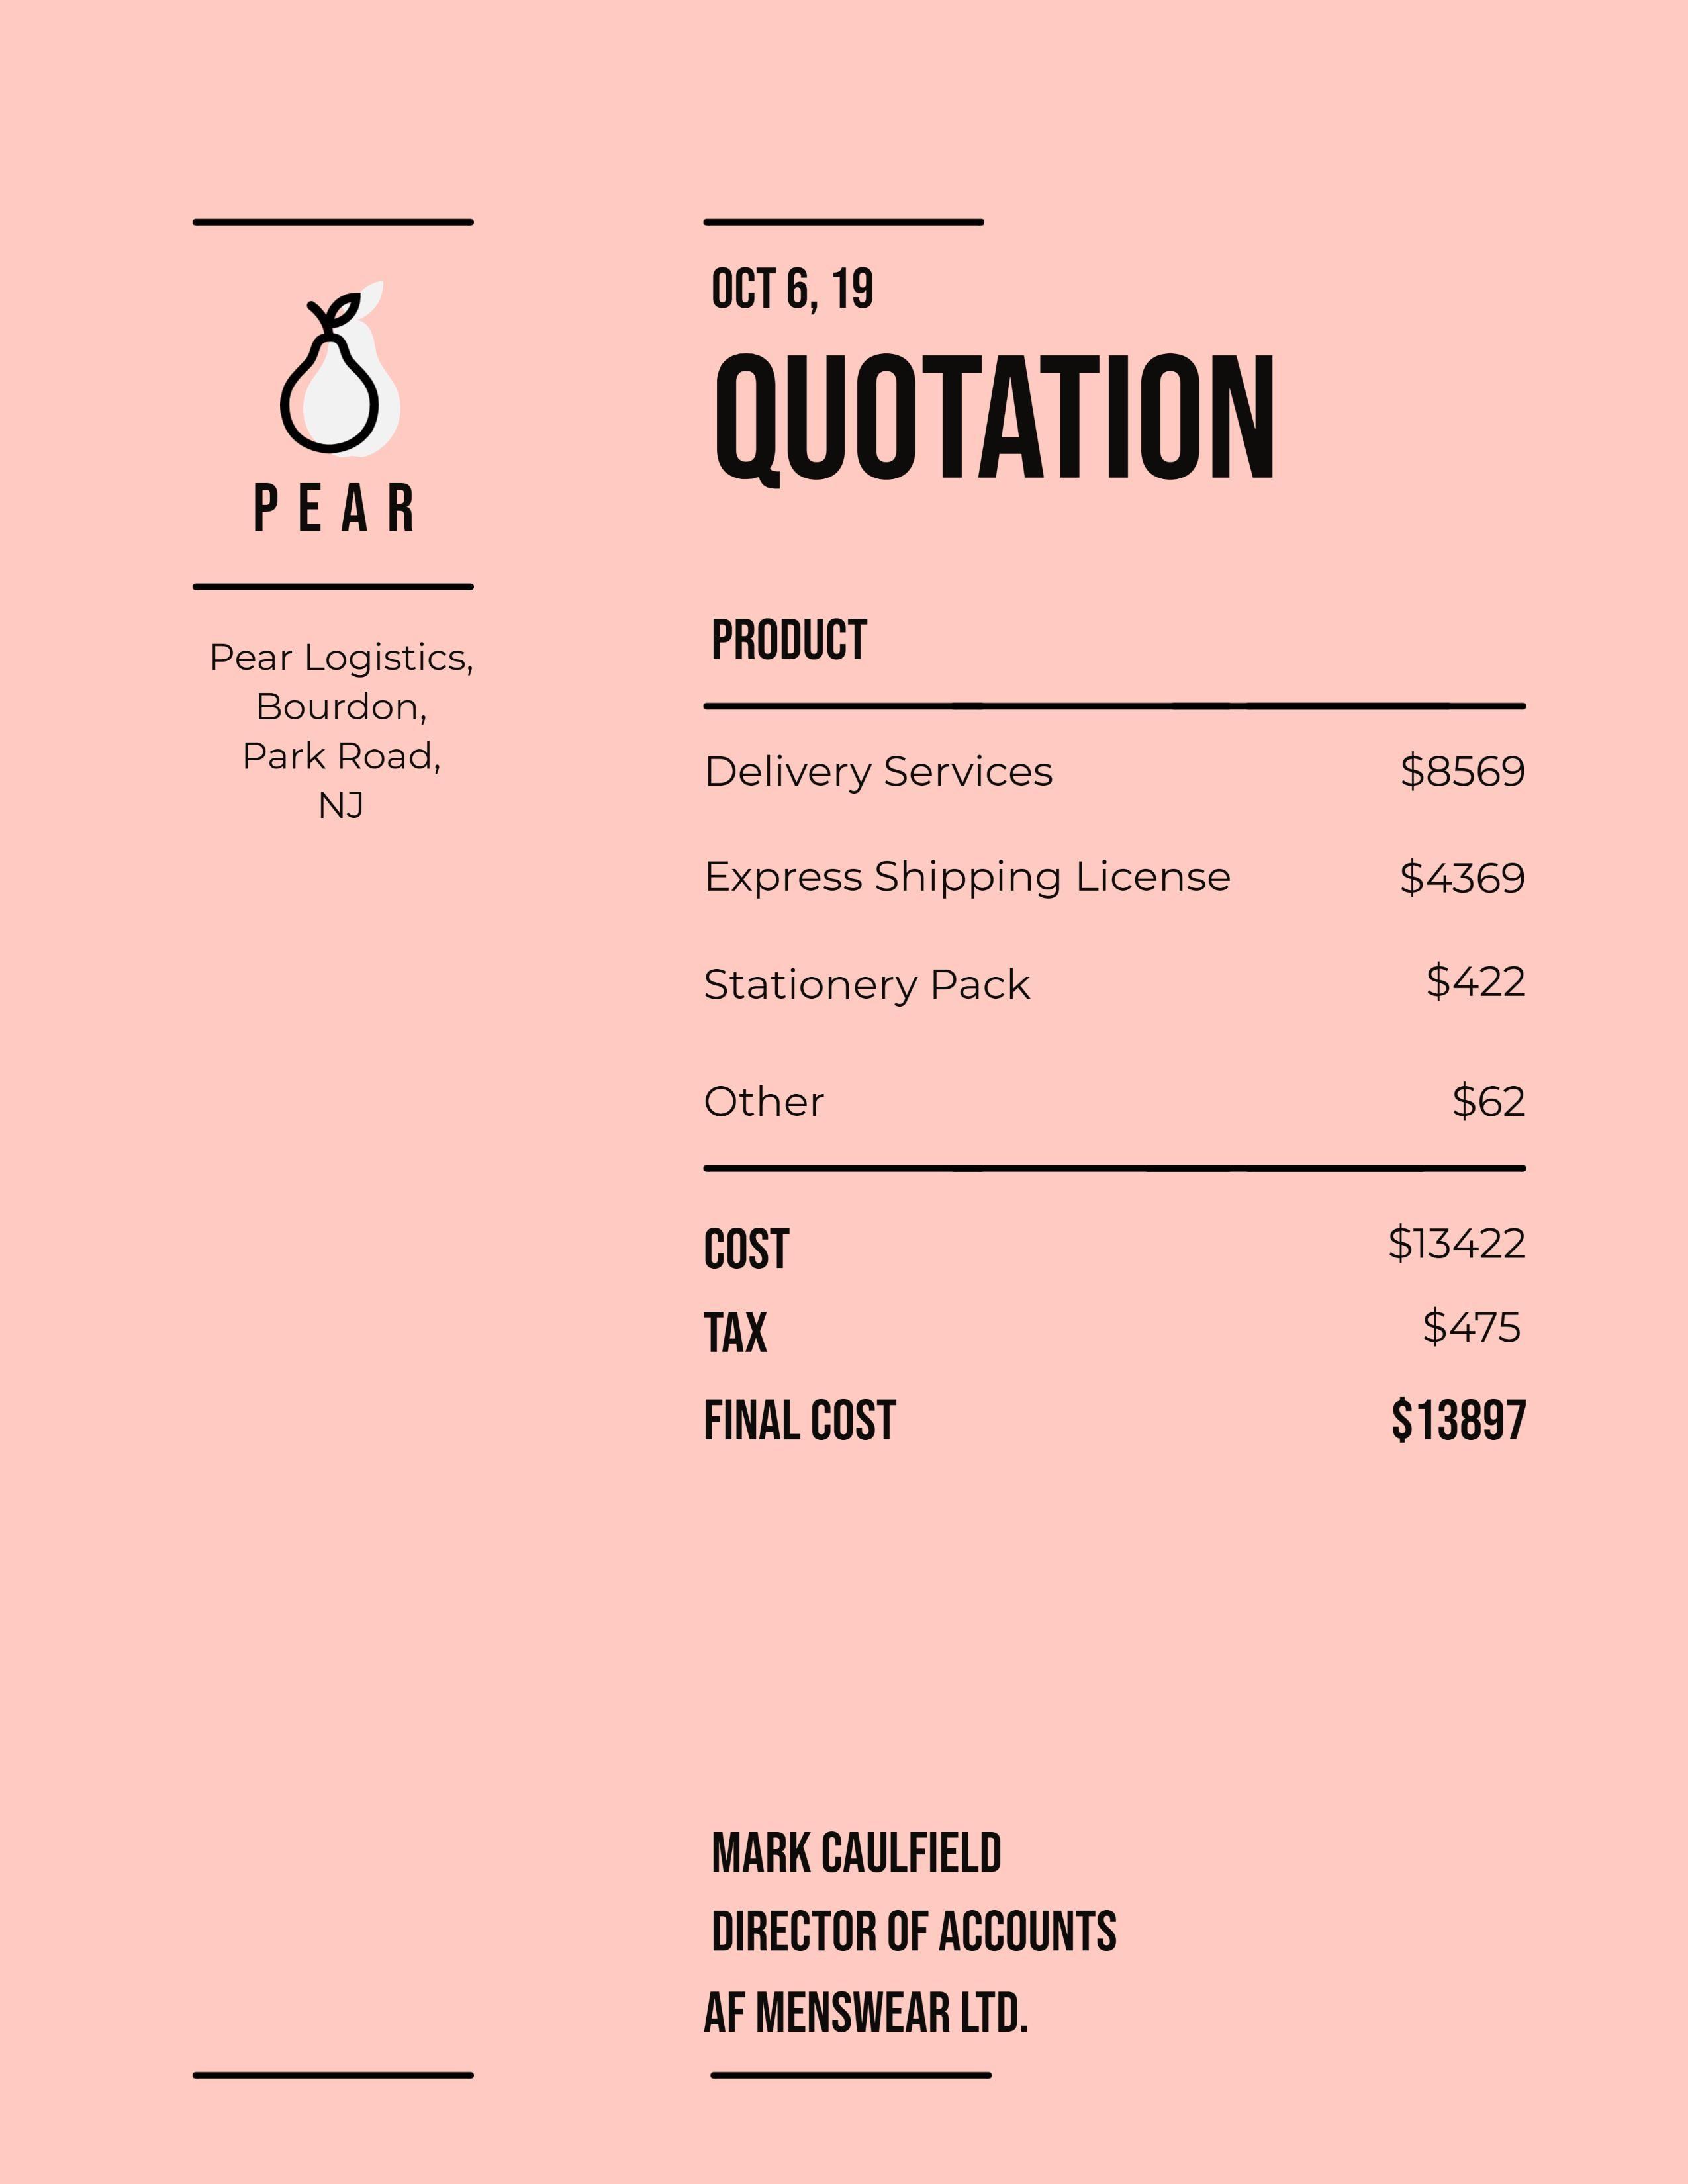 PEAR
Pear Logistics,
Bourdon,
Park Road,
NJ
OCT 6, 19
QUOTATION
PRODUCT
Delivery Services $8569
Express Shipping License $4369
Stationery Pack $422
Other $62
COST $13422
TAX $475
FINAL COST $13897
MARK CAULFIELD
DIRECTOR OF ACCOUNTS
AF MENSWEAR LTD.